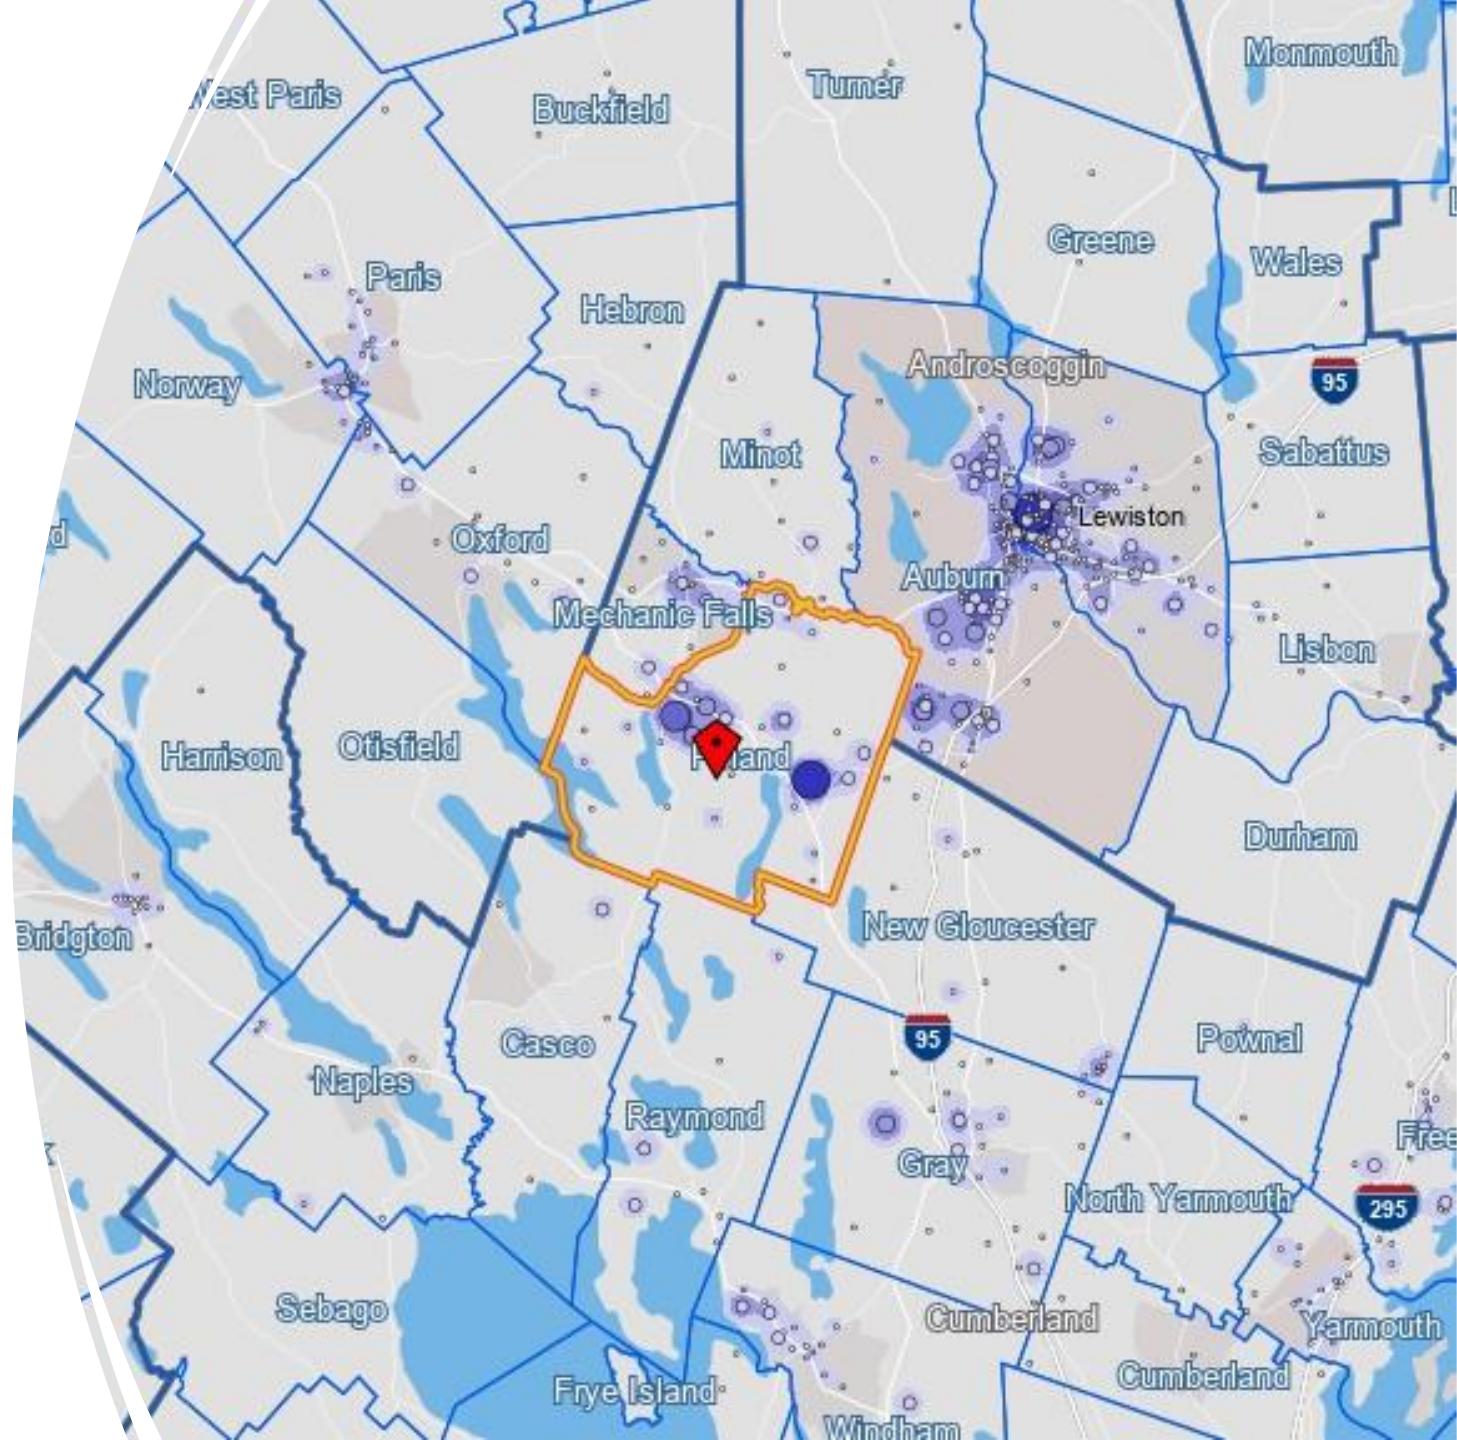 Monmouth
Turner
West Paris
Buckfield
Greene
Wales
Paris
Hebron
Androscoggin
95
Norway
Minot
Sabattus
Lewiston
Oxford
Auburn
Mechanic Falls
Lisbon
Harrison
Otisfield
Durham
Bridgton
New Gloucester
95
Casco
Pownal
Naples
Raymond
Gray
North Yarmouth
295
Sebago
Cumberland
Yarmouth
Frye Island
Cumberland
Windham